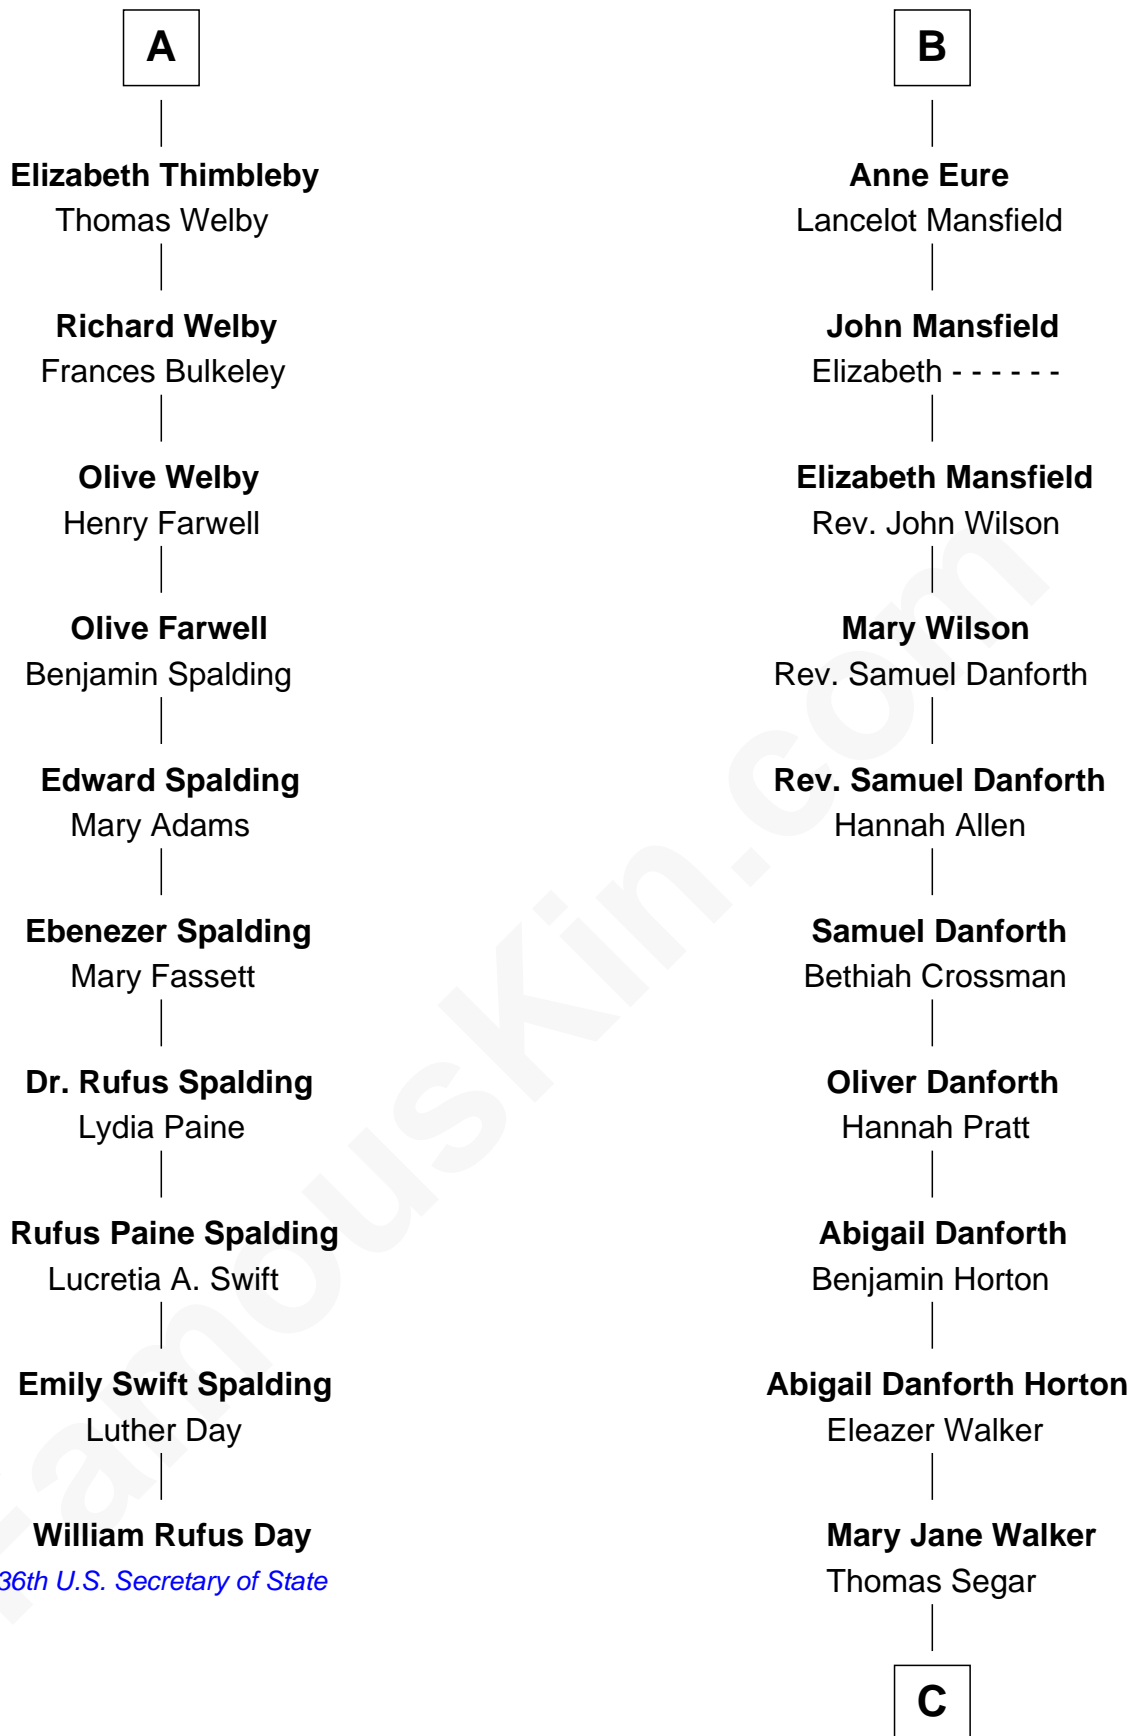 A
Elizabeth Thimbleby
Thomas Welby
Richard Welby
Frances Bulkeley
Olive Welby
Henry Farwell
Olive Farwell
Benjamin Spalding
Edward Spalding
Mary Adams
Ebenezer Spalding
Mary Fassett
Dr. Rufus Spalding
Lydia Paine
Rufus Paine Spalding
Lucretia A. Swift
Emily Swift Spalding
Luther Day
William Rufus Day
36th U.S. Secretary of State
B
Anne Eure
Lancelot Mansfield
John Mansfield
Elizabeth - - - - - -
Elizabeth Mansfield
Rev. John Wilson
Mary Wilson
Rev. Samuel Danforth
Rev. Samuel Danforth
Hannah Allen
Samuel Danforth
Bethiah Crossman
Oliver Danforth
Hannah Pratt
Abigail Danforth
Benjamin Horton
Abigail Danforth Horton
Eleazer Walker
Mary Jane Walker
Thomas Segar
C
FamousKin.com